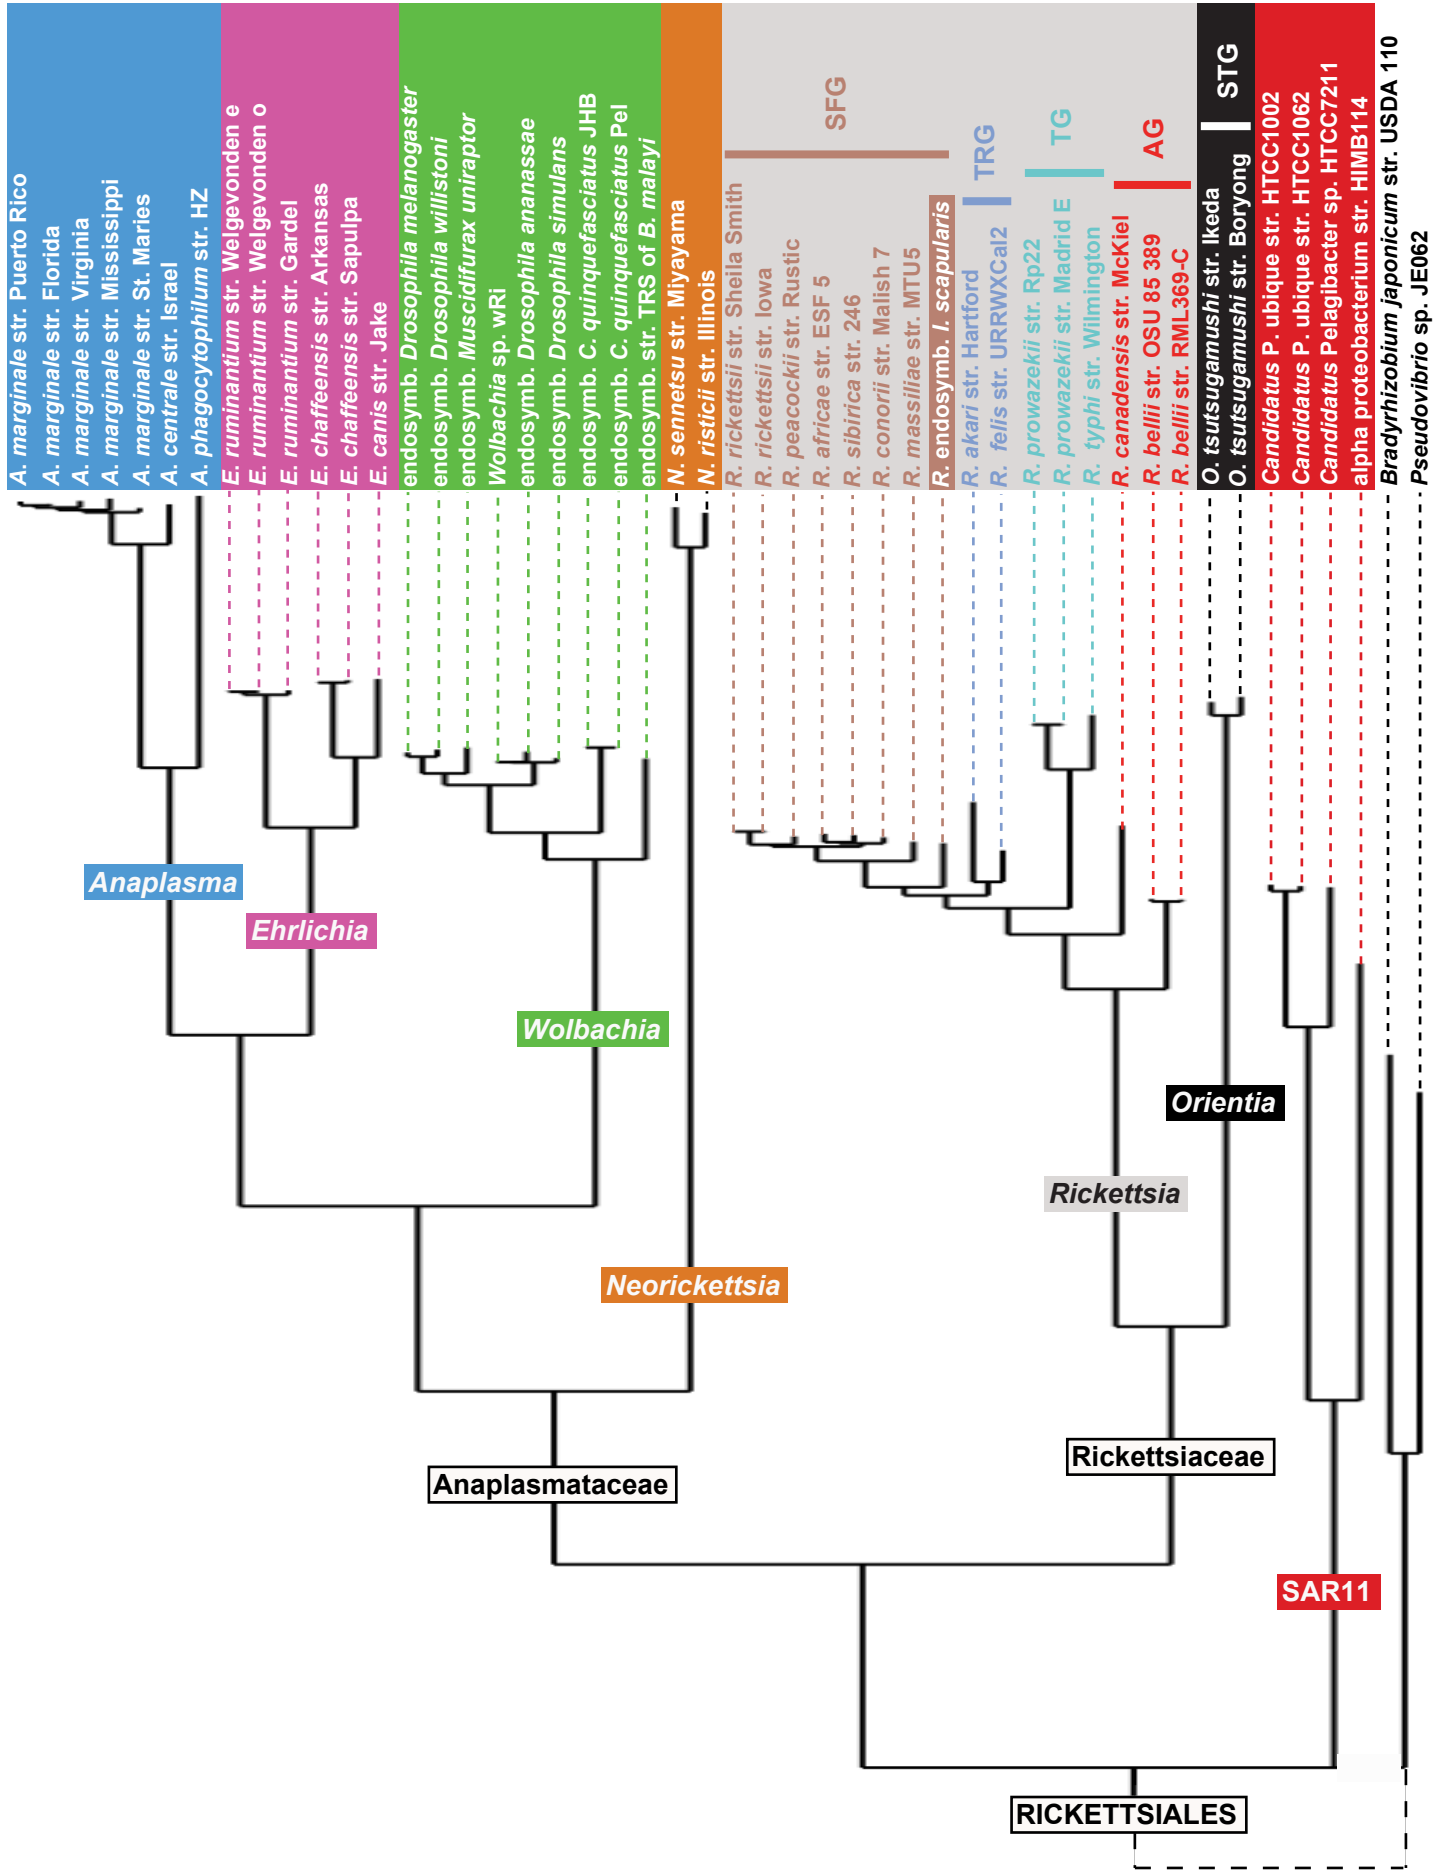 A. marginale str. Puerto Rico
A. marginale str. Florida
A. marginale str. Virginia
A. marginale str. Mississippi
A. marginale str. St. Maries
A. centrale str. Israel
A. phagocytophilum str. HZ
E. ruminantium str. Welgevonden e
E. ruminantium str. Welgevonden o
E. ruminantium str. Gardel
E. chaffeensis str. Arkansas
E. chaffeensis str. Sapulpa
E. canis str. Jake
endosymb. Drosophila melanogaster
endosymb. Drosophila willistoni
endosymb. Muscidifurax uniraptor
Wolbachia sp. wRi
endosymb. Drosophila ananassae
endosymb. Drosophila simulans
endosymb. C. quinquefasciatus JHB
endosymb. C. quinquefasciatus Pel
endosymb. str. TRS of B. malayi
N. sennetsu str. Miyayama
N. risticii str. Illinois
R. rickettsii str. Sheila Smith
R. rickettsii str. Iowa
R. peacockii str. Rustic
R. africae str. ESF 5
R. sibirica str. 246
R. conorii str. Malish 7
R. massiliae str. MTU5
R. endosymb. I. scapularis
R. akari str. Hartford
R. felis str. URRWXCal2
R. prowazekii str. Rp22
R. prowazekii str. Madrid E
R. typhi str. Wilmington
R. canadensis str. McKiel
R. bellii str. OSU 85 389
R. bellii str. RML369-C
O. tsutsugamushi str. Ikeda
O. tsutsugamushi str. Boryong
Candidatus P. ubique str. HTCC1002
Candidatus P. ubique str. HTCC1062
Candidatus Pelagibacter sp. HTCC7211
alpha proteobacterium str. HIMB114
Bradyrhizobium japonicum str. USDA 110
Pseudovibrio sp. JE062
SFG
TRG
TG
AG
STG
Anaplasma
Ehrlichia
Wolbachia
Orientia
Rickettsia
Neorickettsia
Rickettsiaceae
Anaplasmataceae
SAR11
RICKETTSIALES